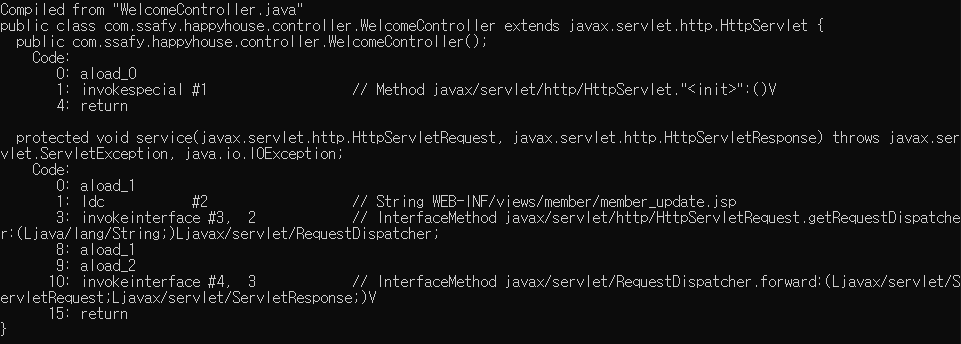 Compiled from "WelcomeController.java"
public class com.ssafy.happyhouse.controller.WelcomeController extends javax.servlet.http.HttpServlet {
  public com.ssafy.happyhouse.controller.WelcomeController();
    Code:
       0: aload_0
       1: invokespecial #1                  // Method javax/servlet/http/HttpServlet."<init>":()V
       4: return

  protected void service(javax.servlet.http.HttpServletRequest, javax.servlet.http.HttpServletResponse) throws javax.ser
vlet.ServletException, java.io.IOException;
    Code:
       0: aload_1
       1: ldc           #2                  // String WEB-INF/views/member/member_update.jsp
       3: invokeinterface #3,  2            // InterfaceMethod javax/servlet/http/HttpServletRequest.getRequestDispatche
r:(Ljava/lang/String;)Ljavax/servlet/RequestDispatcher;
       8: aload_1
       9: aload_2
      10: invokeinterface #4,  3            // InterfaceMethod javax/servlet/RequestDispatcher.forward:(Ljavax/servlet/S
ervletRequest;Ljavax/servlet/ServletResponse;)V
      15: return
}